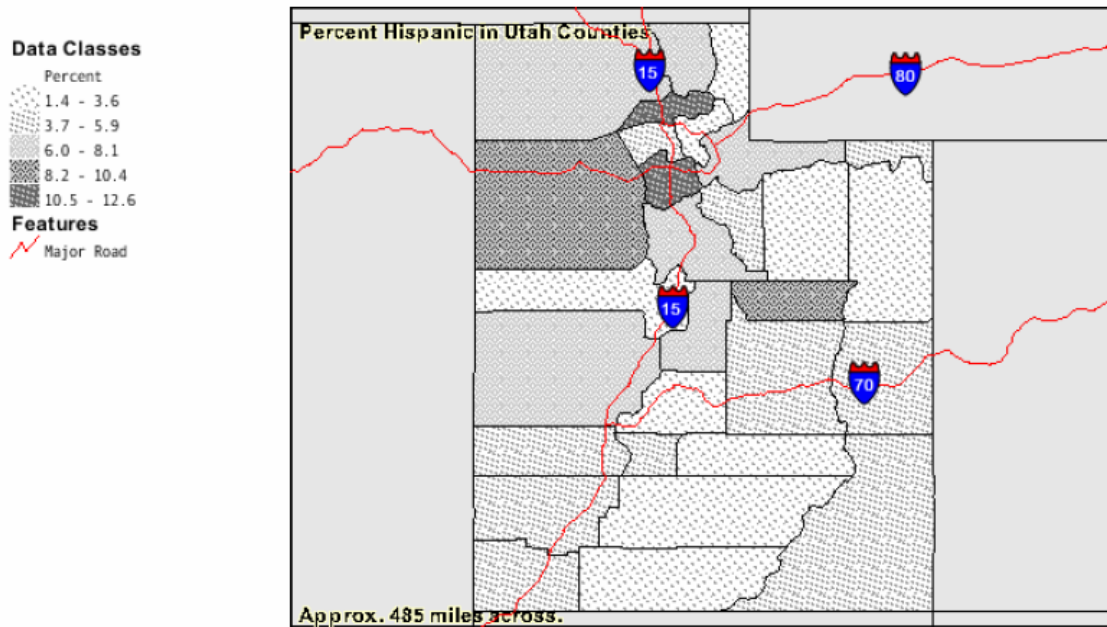 Data Classes
Percent
1.4 - 3.6
3.7 - 5.9
6.0 - 8.1
8.2 - 10.4
10.5 - 12.6
Features
Major Road
Percent Hispanic in Utah Counties
15
80
15
70
Approx. 485 miles across.